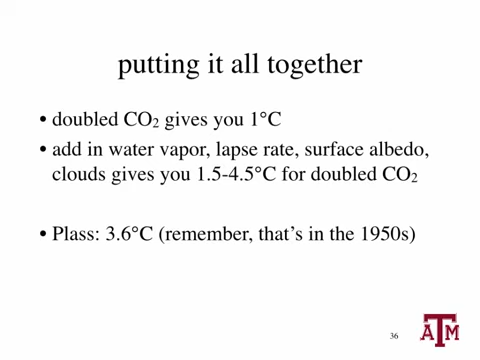 putting it all together
• doubled CO₂ gives you 1°C
• add in water vapor, lapse rate, surface albedo,
clouds gives you 1.5-4.5°C for doubled CO₂
• Plass: 3.6°C (remember, that's in the 1950s)
36
ATM